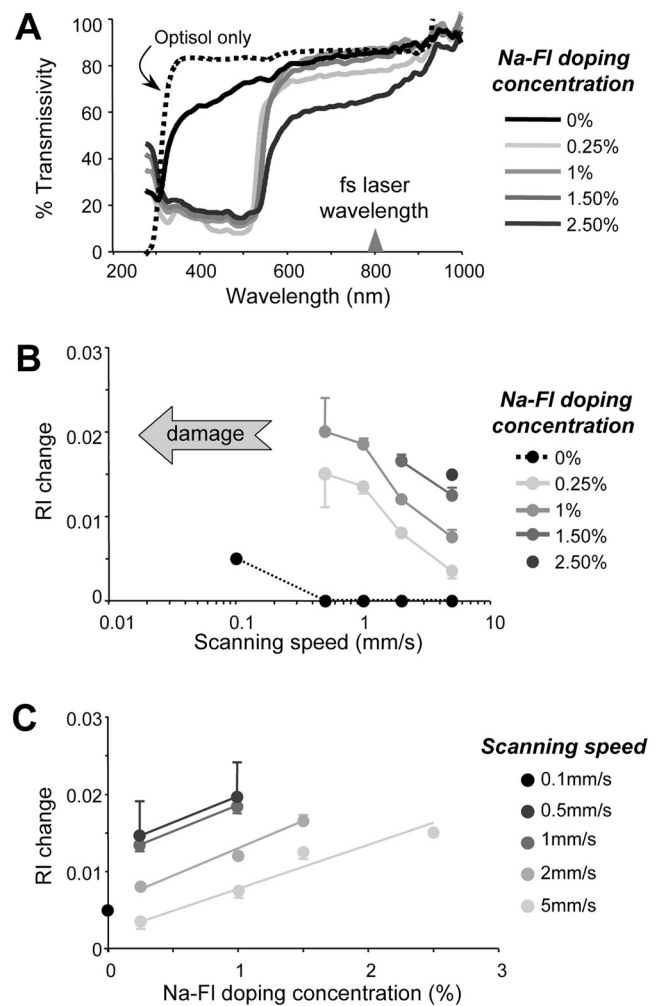 A
100
80
60
40
20
0
% Transmissivity
Optisol only
fs laser
wavelength
200
400
600
800
1000
Wavelength (nm)
Na-Fl doping
concentration
0%
0.25%
1%
1.50%
2.50%
B
0.03
0.02
0.01
0
RI change
damage
0.01
0.1
1
10
Scanning speed (mm/s)
Na-Fl doping
concentration
0%
0.25%
1%
1.50%
2.50%
C
0.03
0.02
0.01
0
RI change
0
1
2
3
Na-Fl doping concentration (%)
Scanning speed
0.1mm/s
0.5mm/s
1mm/s
2mm/s
5mm/s